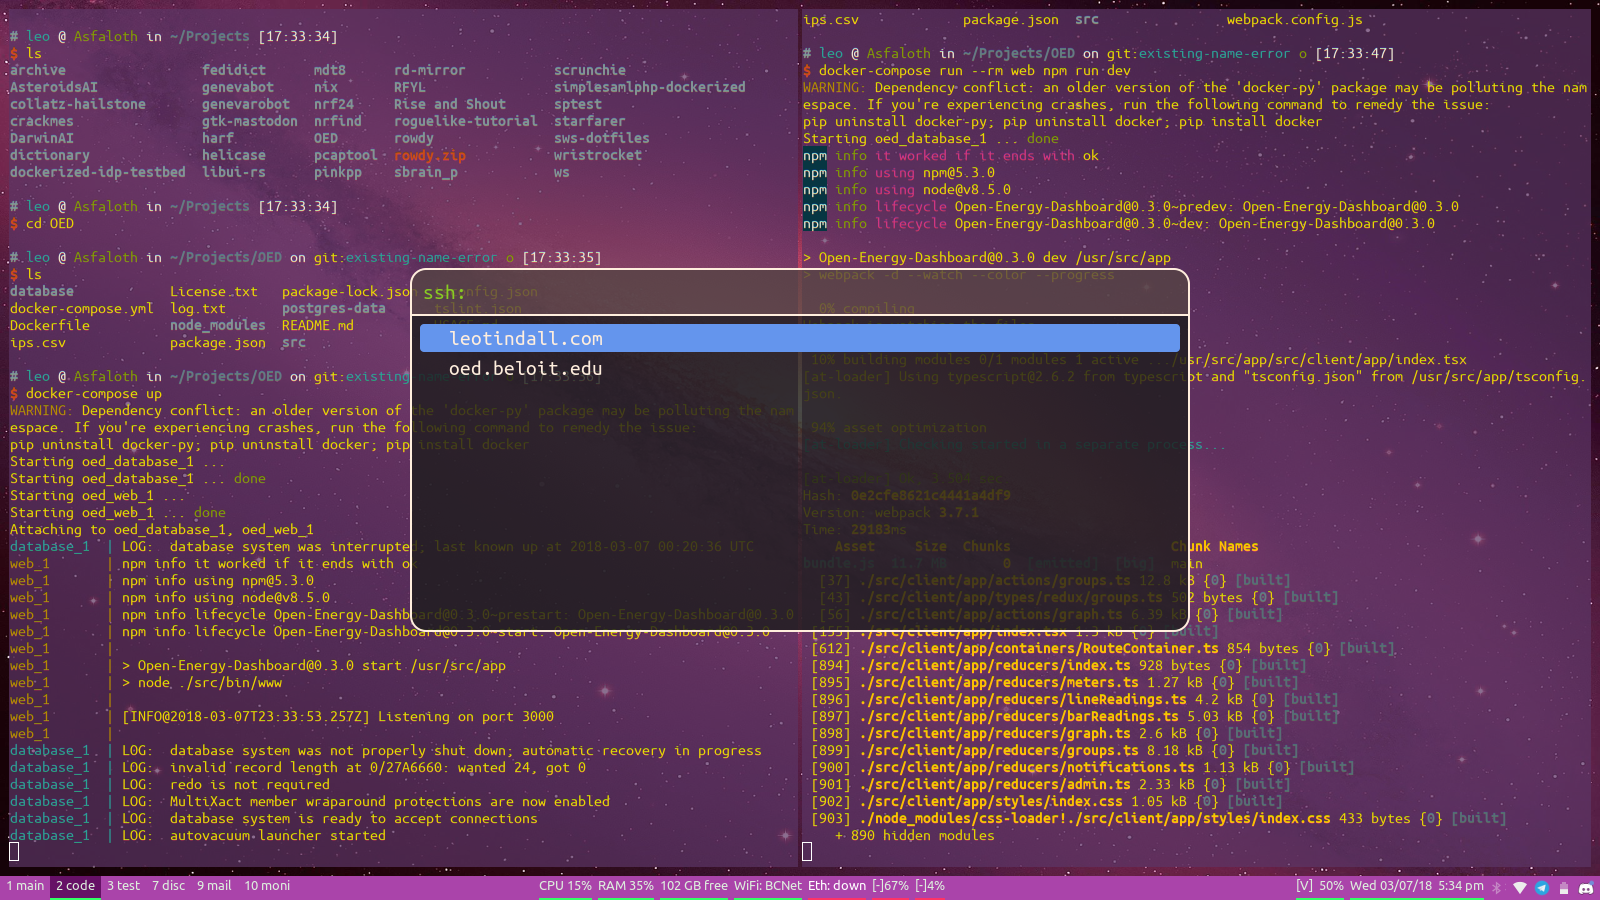 # leo @ Asfaloth in ~/Projects [17:33:34]
$ ls
archive fedidict mdt8 rd-mirror scrunchie
AsteroidsAI genevabot nix RFYL simplesamlphp-dockerized
collatz-hailstone genevarobot nrf24 Rise and Shout sptest
crackmes gtk-mastodon nrfind roguelike-tutorial starfarer
DarwinAI harf OED rowdy sws-dotfiles
dictionary helicase pcaptool rowdy.zip wristrocket
dockerized-idp-testbed libui-rs pinkpp sbrain_p ws
# leo @ Asfaloth in ~/Projects [17:33:34]
$ cd OED
# leo @ Asfaloth in ~/Projects/OED on git:existing-name-error o [17:33:35]
$ ls
database License.txt package-lock.json tsconfig.json
docker-compose.yml log.txt postgres-data tslint.json
Dockerfile node_modules README.md USAGE.md
ips.csv package.json src
# leo @ Asfaloth in ~/Projects/OED on git:existing-name-error o [17:33:36]
$ docker-compose up
WARNING: Dependency conflict: an older version of the 'docker-py' package may be polluting the nam
espace. If you're experiencing crashes, run the following command to remedy the issue:
pip uninstall docker-py; pip uninstall docker; pip install docker
Starting oed_database_1 ...
Starting oed_database_1 ... done
Starting oed_web_1 ...
Starting oed_web_1 ... done
Attaching to oed_database_1, oed_web_1
database_1 | LOG: database system was interrupted; last known up at 2018-03-07 00:20:36 UTC
web_1 | npm info it worked if it ends with ok
web_1 | npm info using npm@5.3.0
web_1 | npm info using node@v8.5.0
web_1 | npm info lifecycle Open-Energy-Dashboard@0.3.0~prestart: Open-Energy-Dashboard@0.3.0
web_1 | npm info lifecycle Open-Energy-Dashboard@0.3.0~start: Open-Energy-Dashboard@0.3.0
web_1 |
web_1 | > Open-Energy-Dashboard@0.3.0 start /usr/src/app
web_1 | > node ./src/bin/www
web_1 |
web_1 | [INFO@2018-03-07T23:33:53.257Z] Listening on port 3000
web_1 |
database_1 | LOG: database system was not properly shut down; automatic recovery in progress
database_1 | LOG: invalid record length at 0/27A6660: wanted 24, got 0
database_1 | LOG: redo is not required
database_1 | LOG: MultiXact member wraparound protections are now enabled
database_1 | LOG: database system is ready to accept connections
database_1 | LOG: autovacuum launcher started
ips.csv package.json src webpack.config.js
# leo @ Asfaloth in ~/Projects/OED on git:existing-name-error o [17:33:47]
$ docker-compose run --rm web npm run dev
WARNING: Dependency conflict: an older version of the 'docker-py' package may be polluting the nam
espace. If you're experiencing crashes, run the following command to remedy the issue:
pip uninstall docker-py; pip uninstall docker; pip install docker
Starting oed_database_1 ... done
npm info it worked if it ends with ok
npm info using npm@5.3.0
npm info using node@v8.5.0
npm info lifecycle Open-Energy-Dashboard@0.3.0~predev: Open-Energy-Dashboard@0.3.0
npm info lifecycle Open-Energy-Dashboard@0.3.0~dev: Open-Energy-Dashboard@0.3.0
> Open-Energy-Dashboard@0.3.0 dev /usr/src/app
> webpack -d --watch --color --progress
0% compiling
Webpack is watching the files…
10% building modules 0/1 modules 1 active .../usr/src/app/src/client/app/index.tsx
[at-loader] Using typescript@2.6.2 from typescript and "tsconfig.json" from /usr/src/app/tsconfig.
json
94% asset optimization
[at-loader] Checking started in a separate process...
[at-loader] Ok, 3.594 sec.
Hash: 0e2cfe8621c4441a4df9
Version: webpack 3.7.1
Time: 29183ms
Asset Size Chunks Chunk Names
bundle.js 11.7 MB 0 [emitted] [big] main
[37] ./src/client/app/actions/groups.ts 12.8 kB {0} [built]
[43] ./src/client/app/types/redux/groups.ts 502 bytes {0} [built]
[56] ./src/client/app/actions/graph.ts 6.39 kB {0} [built]
[155] ./src/client/app/index.tsx 1.3 kB {0} [built]
[612] ./src/client/app/containers/RouteContainer.ts 854 bytes {0} [built]
[894] ./src/client/app/reducers/index.ts 928 bytes {0} [built]
[895] ./src/client/app/reducers/meters.ts 1.27 kB {0} [built]
[896] ./src/client/app/reducers/lineReadings.ts 4.2 kB {0} [built]
[897] ./src/client/app/reducers/barReadings.ts 5.03 kB {0} [built]
[898] ./src/client/app/reducers/graph.ts 2.6 kB {0} [built]
[899] ./src/client/app/reducers/groups.ts 8.18 kB {0} [built]
[900] ./src/client/app/reducers/notifications.ts 1.13 kB {0} [built]
[901] ./src/client/app/reducers/admin.ts 2.33 kB {0} [built]
[902] ./src/client/app/styles/index.css 1.05 kB {0} [built]
[903] ./node_modules/css-loader!./src/client/app/styles/index.css 433 bytes {0} [built]
+ 890 hidden modules
ssh:
leotindall.com
oed.beloit.edu
1 main 2 code 3 test 7 disc 9 mail 10 moni CPU 15% RAM 35% 102 GB free WiFi: BCNet Eth: down [-]67% [-]4% [V] 50% Wed 03/07/18 5:34 pm